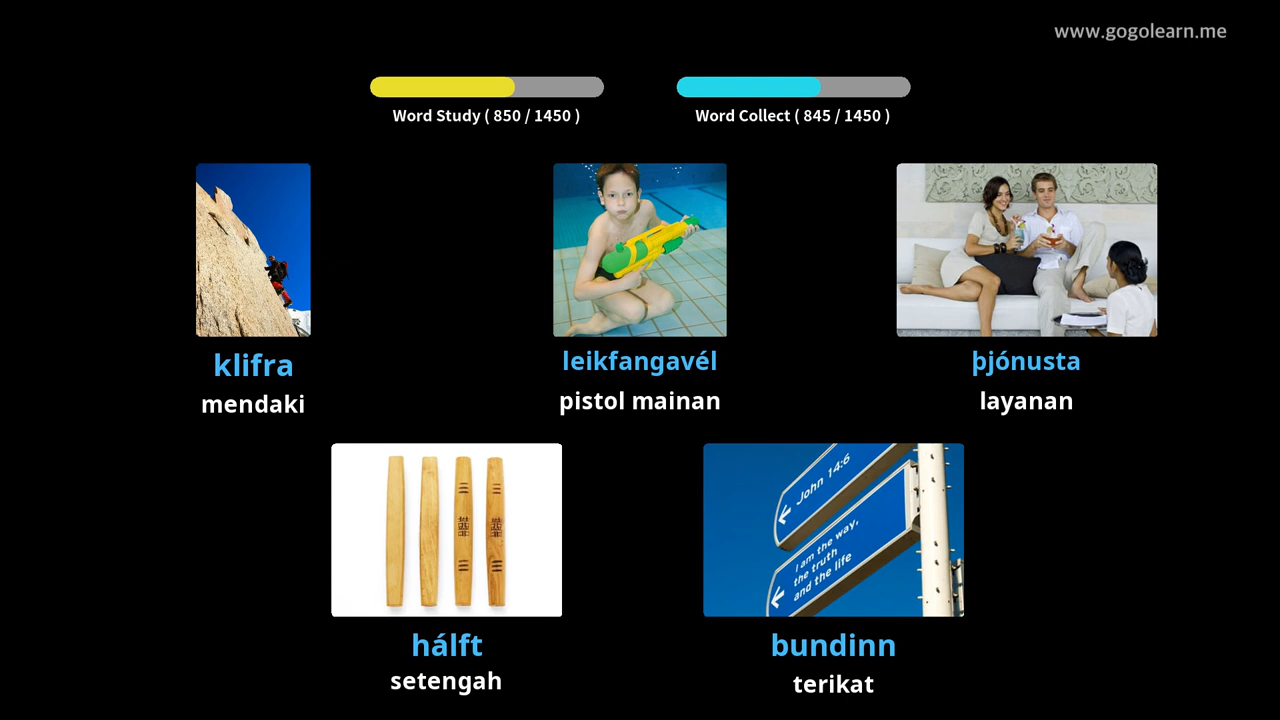 www.gogolearn.me
Word Study ( 850 / 1450 )
Word Collect ( 845 / 1450 )
klifra
mendaki
leikfangavél
pistol mainan
þjónusta
layanan
John 14:6
I am the way,
the truth
and the life
hálft
setengah
bundinn
terikat